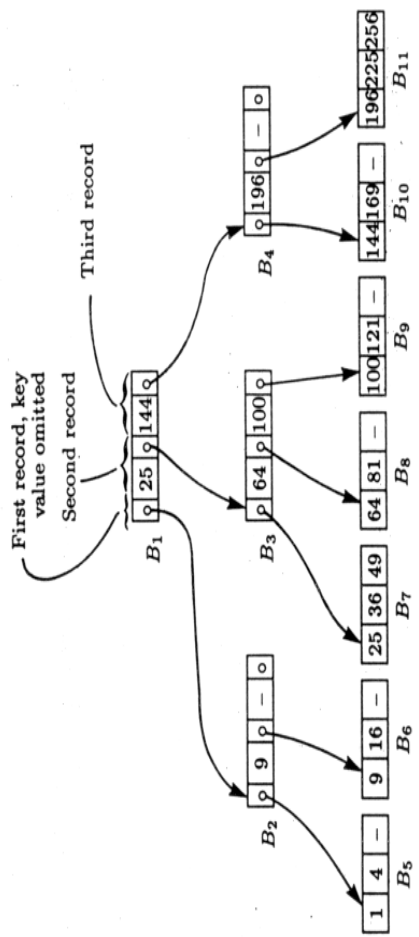 First record, key
value omitted
Second record
Third record
25 144
B1
9 –
B2
64 100
B3
196 –
B4
1 4 –
B5
9 16 –
B6
25 36 49
B7
64 81 –
B8
100 121 –
B9
144 169 –
B10
196 225 256
B11